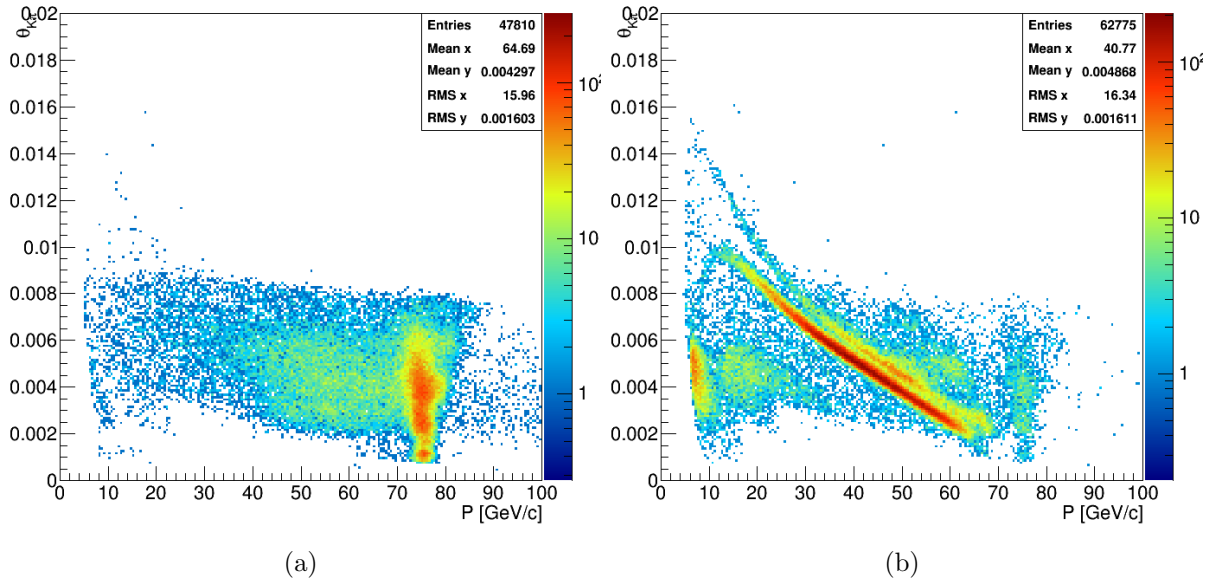 θKπ
0.02
0.018
0.016
0.014
0.012
0.01
0.008
0.006
0.004
0.002
0
0 10 20 30 40 50 60 70 80 90 100
P [GeV/c]
Entries 47810
Mean x 64.69
Mean y 0.004297
RMS x 15.96
RMS y 0.001603
10²
10
1
(a)
0.02
0.018
0.016
0.014
0.012
0.01
0.008
0.006
0.004
0.002
0
0 10 20 30 40 50 60 70 80 90 100
P [GeV/c]
Entries 62775
Mean x 40.77
Mean y 0.004868
RMS x 16.34
RMS y 0.001611
10²
10
1
(b)